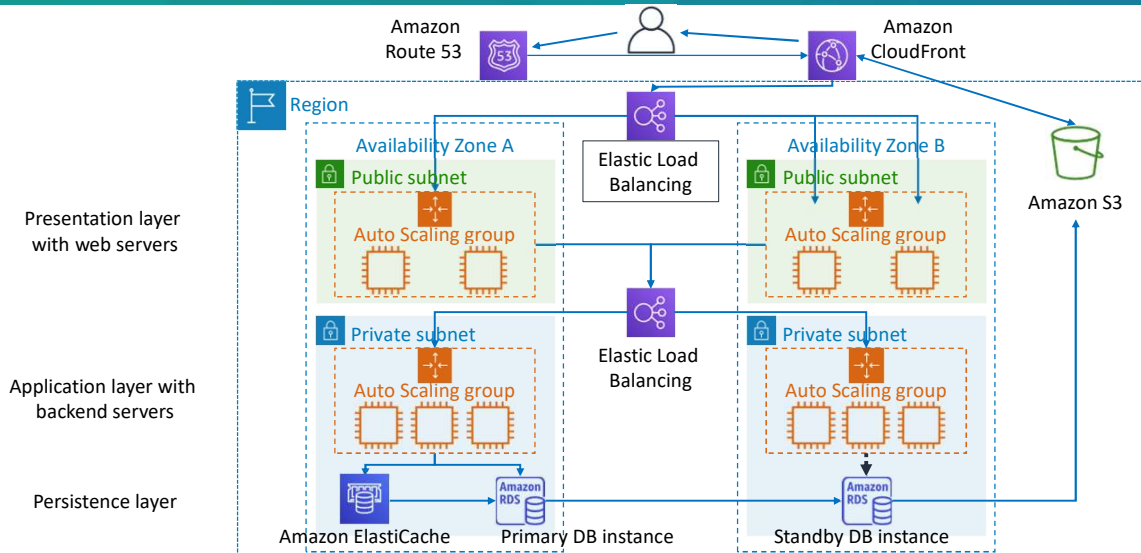 Amazon
Route 53
53
Amazon
CloudFront
Region
Availability Zone A
Elastic Load
Balancing
Availability Zone B
Public subnet
Public subnet
Amazon S3
Presentation layer
with web servers
Auto Scaling group
Auto Scaling group
Private subnet
Elastic Load
Balancing
Private subnet
Application layer with
backend servers
Auto Scaling group
Auto Scaling group
Persistence layer
Amazon
RDS
Amazon
RDS
Amazon ElastiCache
Primary DB instance
Standby DB instance